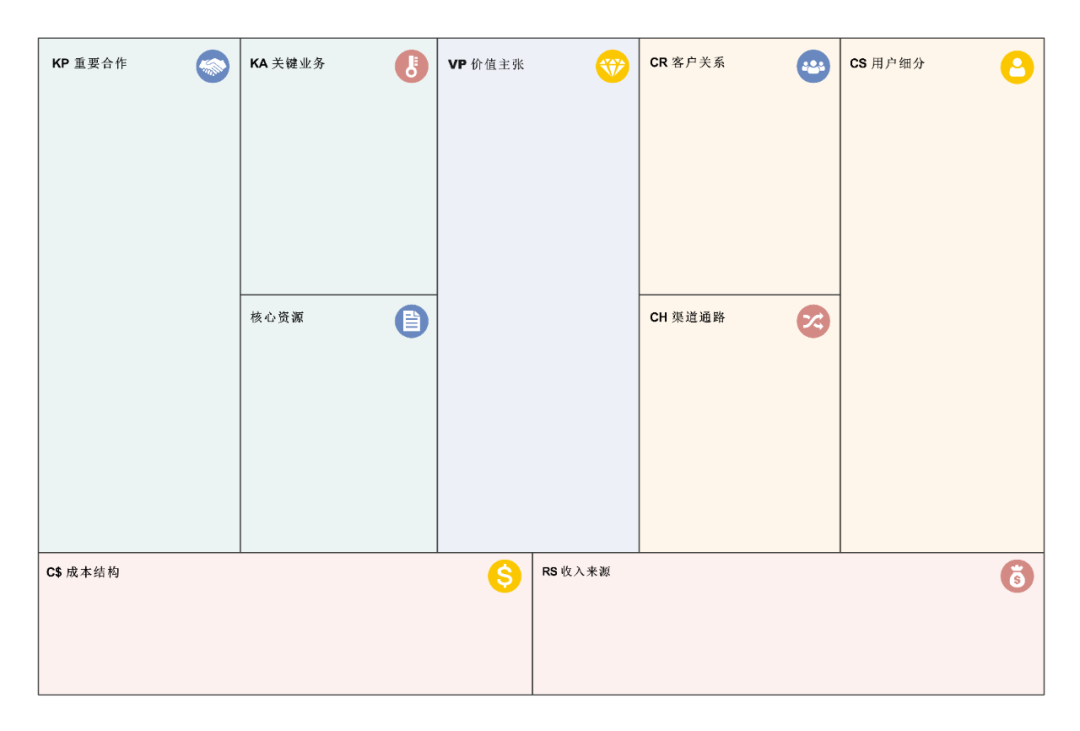 KP 重要合作
KA 关键业务
VP 价值主张
CR 客户关系
CS 用户细分
核心资源
CH 渠道通路
C$ 成本结构
$
RS 收入来源
$